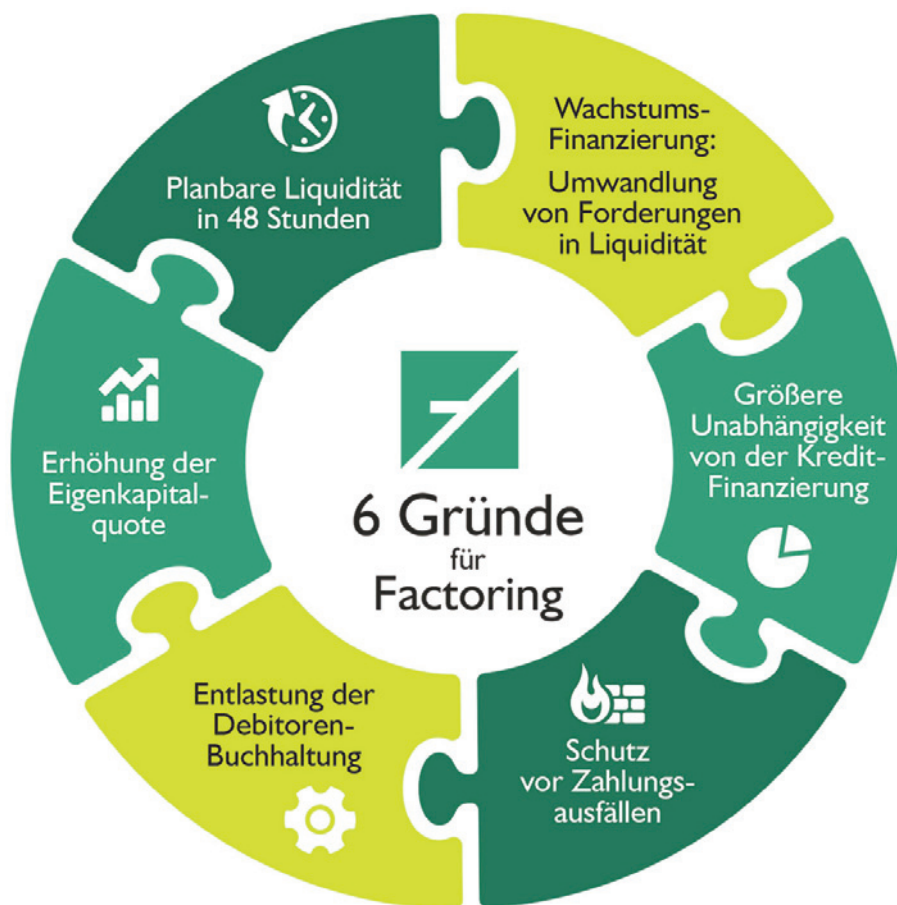 Planbare Liquidität
in 48 Stunden
Wachstums-
Finanzierung:
Umwandlung
von Forderungen
in Liquidität
Größere
Unabhängigkeit
von der Kredit-
Finanzierung
Schutz
vor Zahlungs-
ausfällen
Entlastung der
Debitoren-
Buchhaltung
Erhöhung der
Eigenkapital-
quote
6 Gründe
für
Factoring